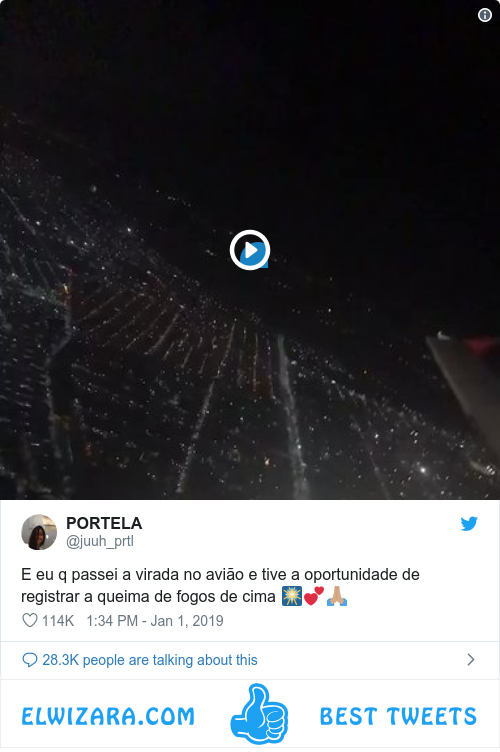 PORTELA
@juuh_prtl
E eu q passei a virada no avião e tive a oportunidade de
registrar a queima de fogos de cima 🎆💕🙏🏽
114K 1:34 PM - Jan 1, 2019
28.3K people are talking about this
ELWIZARA.COM BEST TWEETS